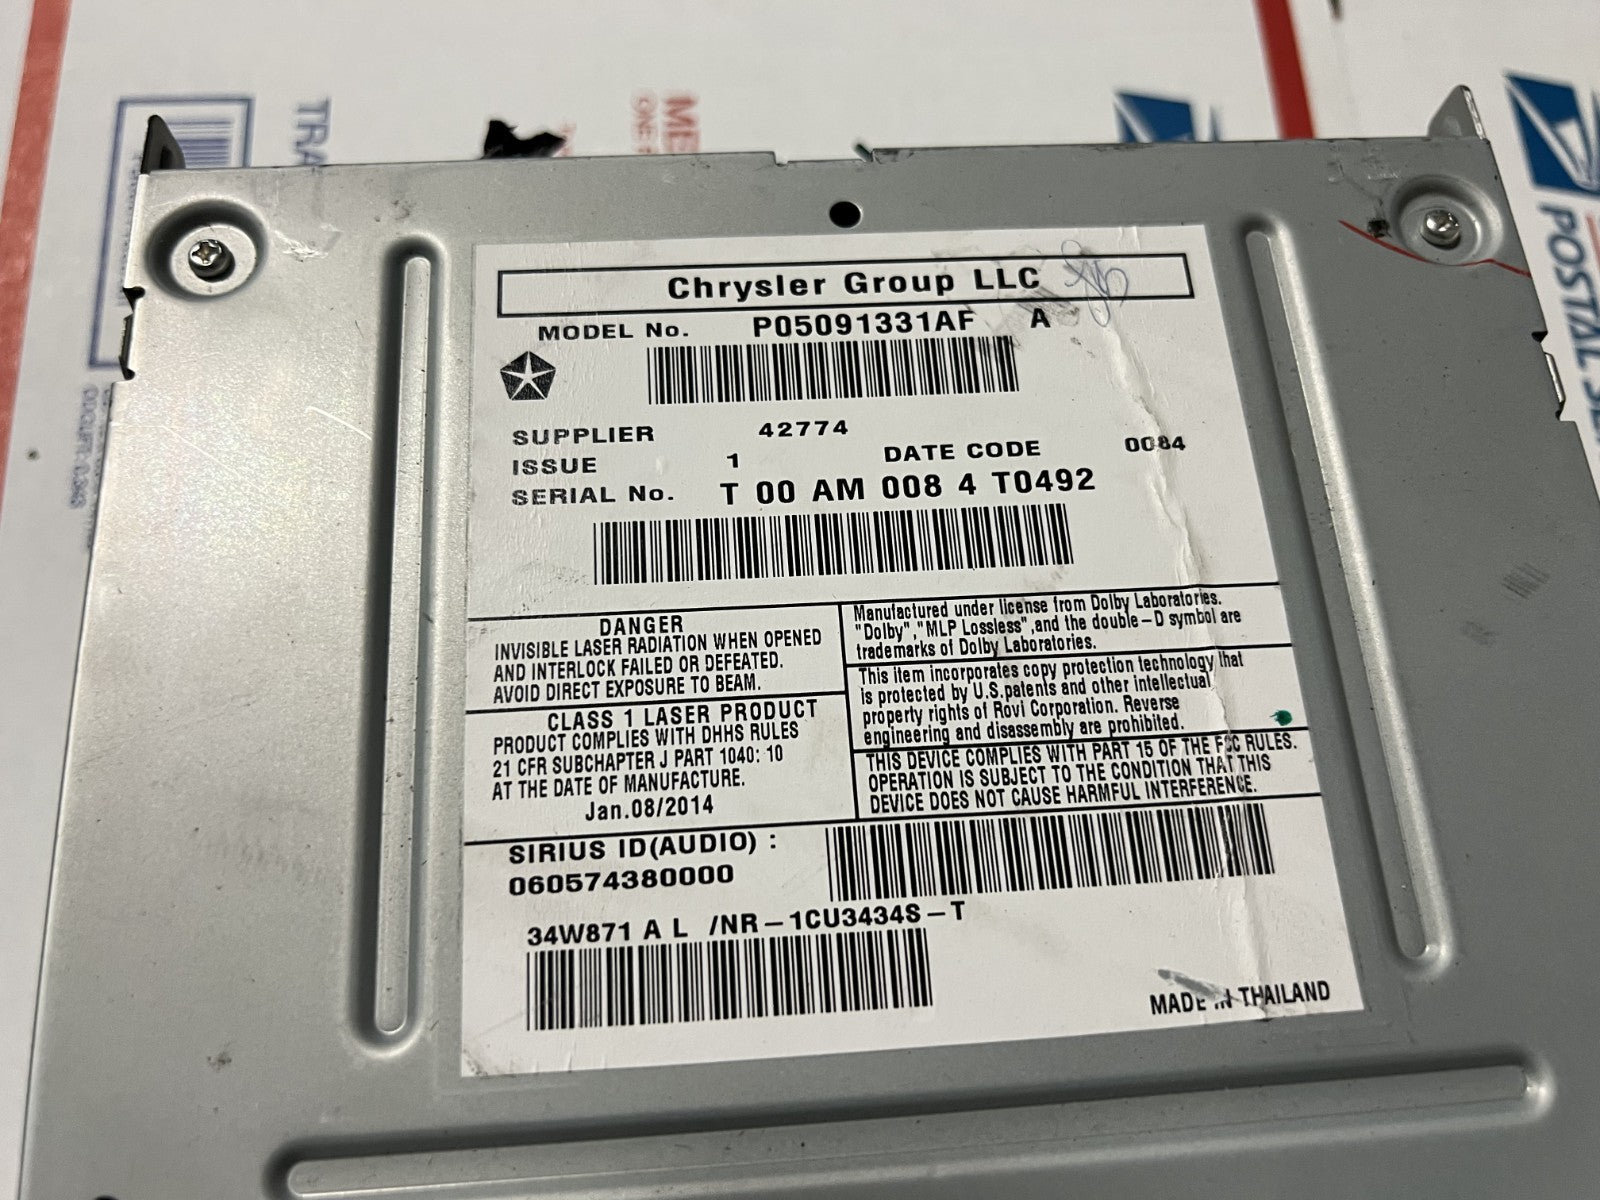 Chrysler Group LLC
MODEL No. P05091331AF A
SUPPLIER 42774
ISSUE 1 DATE CODE 0084
SERIAL No. T 00 AM 008 4 T0492
DANGER
INVISIBLE LASER RADIATION WHEN OPENED
AND INTERLOCK FAILED OR DEFEATED.
AVOID DIRECT EXPOSURE TO BEAM.
CLASS 1 LASER PRODUCT
PRODUCT COMPLIES WITH DHHS RULES
21 CFR SUBCHAPTER J PART 1040: 10
AT THE DATE OF MANUFACTURE.
Jan.08/2014
Manufactured under license from Dolby Laboratories.
"Dolby", "MLP Lossless", and the double-D symbol are
trademarks of Dolby Laboratories.
This item incorporates copy protection technology that
is protected by U.S. patents and other intellectual
property rights of Rovi Corporation. Reverse
engineering and disassembly are prohibited.
THIS DEVICE COMPLIES WITH PART 15 OF THE FCC RULES.
OPERATION IS SUBJECT TO THE CONDITION THAT THIS
DEVICE DOES NOT CAUSE HARMFUL INTERFERENCE.
SIRIUS ID(AUDIO) :
060574380000
34W871 A L /NR-1CU3434S-T
MADE IN THAILAND
POSTAL